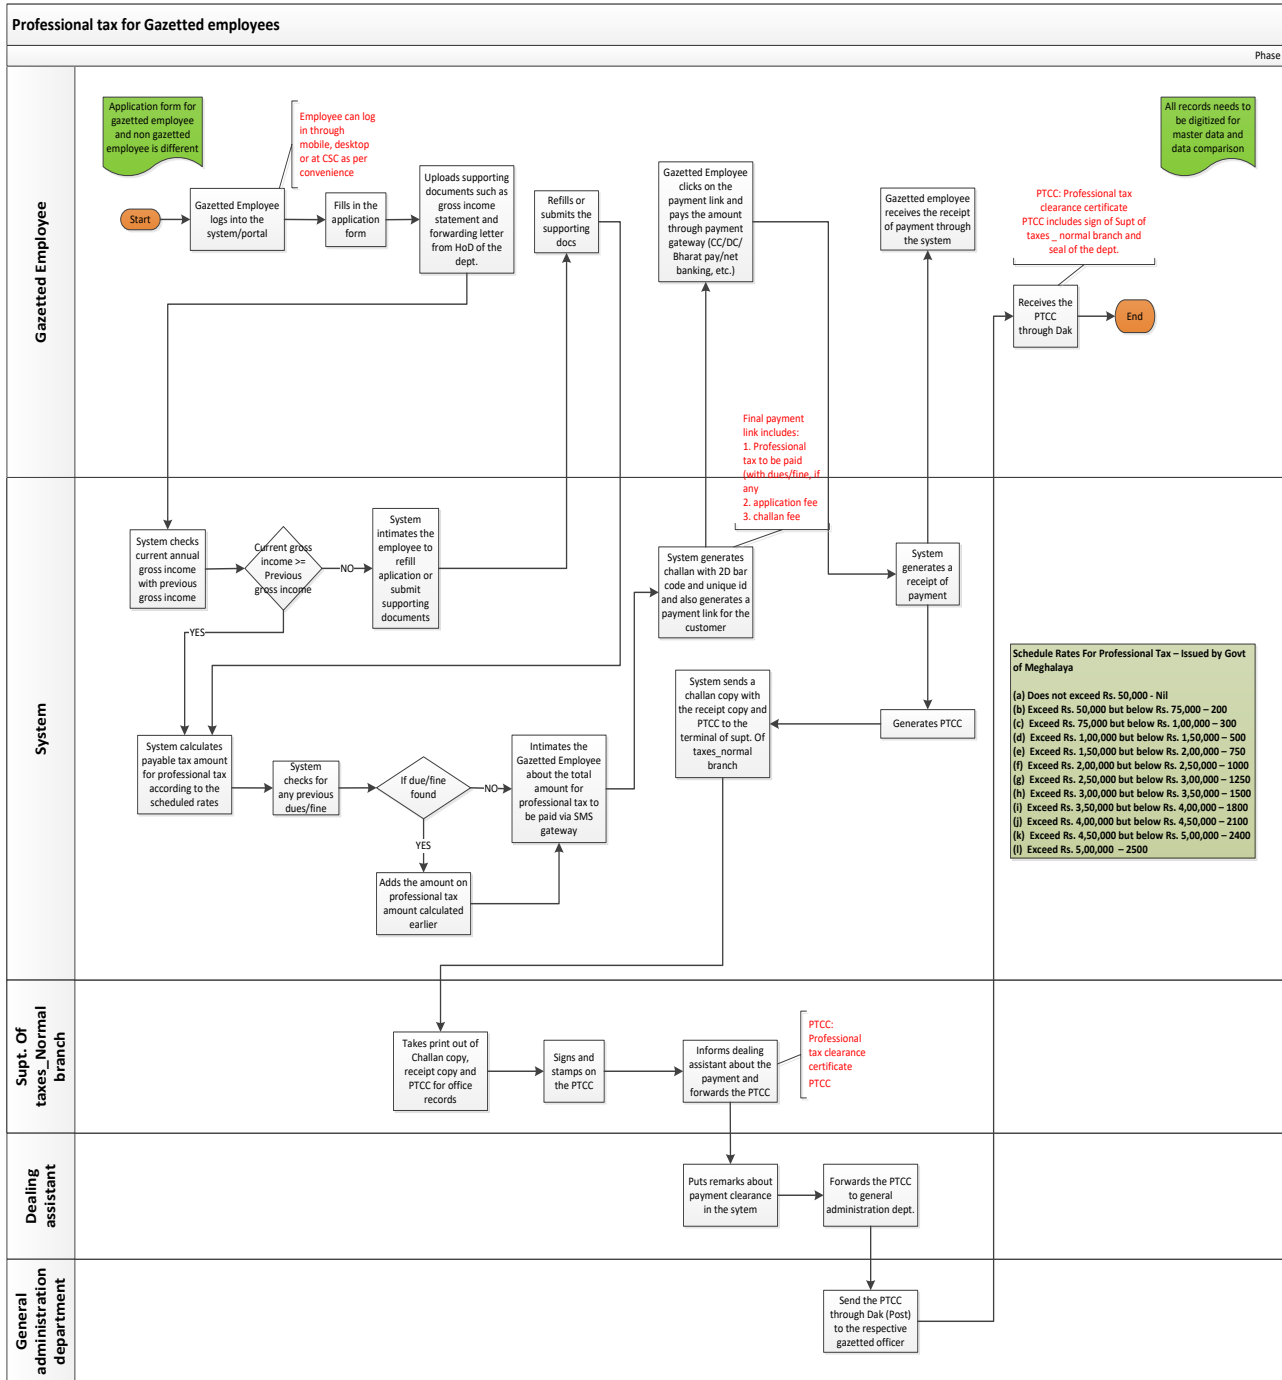 Professional tax for Gazetted employees
Phase
Gazetted Employee
Application form for
gazetted employee
and non gazetted
employee is different
Employee can log
in through
mobile, desktop
or at CSC as per
convenience
Start
Gazetted Employee
logs into the
system/portal
Fills in the
application
form
Uploads supporting
documents such as
gross income
statement and
forwarding letter
from HoD of the
dept.
Refills or
submits the
supporting
docs
Gazetted Employee
clicks on the
payment link and
pays the amount
through payment
gateway (CC/DC/
Bharat pay/net
banking, etc.)
Gazetted employee
receives the receipt
of payment through
the system
All records needs to
be digitized for
master data and
data comparison
PTCC: Professional tax
clearance certificate
PTCC includes sign of Supt of
taxes _ normal branch and
seal of the dept.
Receives the
PTCC
through Dak
End
Final payment
link includes:
1. Professional
tax to be paid
(with dues/fine, if
any
2. application fee
3. challan fee
System
System checks
current annual
gross income
with previous
gross income
Current gross
income >=
Previous
gross income
NO
YES
System
intimates the
employee to
refill aplication or
submit
supporting
documents
System generates
challan with 2D bar
code and unique id
and also generates a
payment link for the
customer
System
generates a
receipt of
payment
System sends a
challan copy with
the receipt copy and
PTCC to the
terminal of supt. Of
taxes_normal
branch
Generates PTCC
System calculates
payable tax amount
for professional tax
according to the
scheduled rates
System
checks for
any previous
dues/fine
If due/fine
found
NO
YES
Intimates the
Gazetted Employee
about the total
amount for
professional tax to
be paid via SMS
gateway
Adds the amount on
professional tax
amount calculated
earlier
Schedule Rates For Professional Tax – Issued by Govt
of Meghalaya
(a) Does not exceed Rs. 50,000 - Nil
(b) Exceed Rs. 50,000 but below Rs. 75,000 – 200
(c) Exceed Rs. 75,000 but below Rs. 1,00,000 – 300
(d) Exceed Rs. 1,00,000 but below Rs. 1,50,000 – 500
(e) Exceed Rs. 1,50,000 but below Rs. 2,00,000 – 750
(f) Exceed Rs. 2,00,000 but below Rs. 2,50,000 – 1000
(g) Exceed Rs. 2,50,000 but below Rs. 3,00,000 – 1250
(h) Exceed Rs. 3,00,000 but below Rs. 3,50,000 – 1500
(i) Exceed Rs. 3,50,000 but below Rs. 4,00,000 – 1800
(j) Exceed Rs. 4,00,000 but below Rs. 4,50,000 – 2100
(k) Exceed Rs. 4,50,000 but below Rs. 5,00,000 – 2400
(l) Exceed Rs. 5,00,000 – 2500
Supt. Of
taxes_Normal
branch
Takes print out of
Challan copy,
receipt copy and
PTCC for office
records
Signs and
stamps on
the PTCC
Informs dealing
assistant about the
payment and
forwards the PTCC
PTCC:
Professional
tax clearance
certificate
PTCC
Dealing
assistant
Puts remarks about
payment clearance
in the sytem
Forwards the PTCC
to general
administration dept.
General
administration
department
Send the PTCC
through Dak (Post)
to the respective
gazetted officer